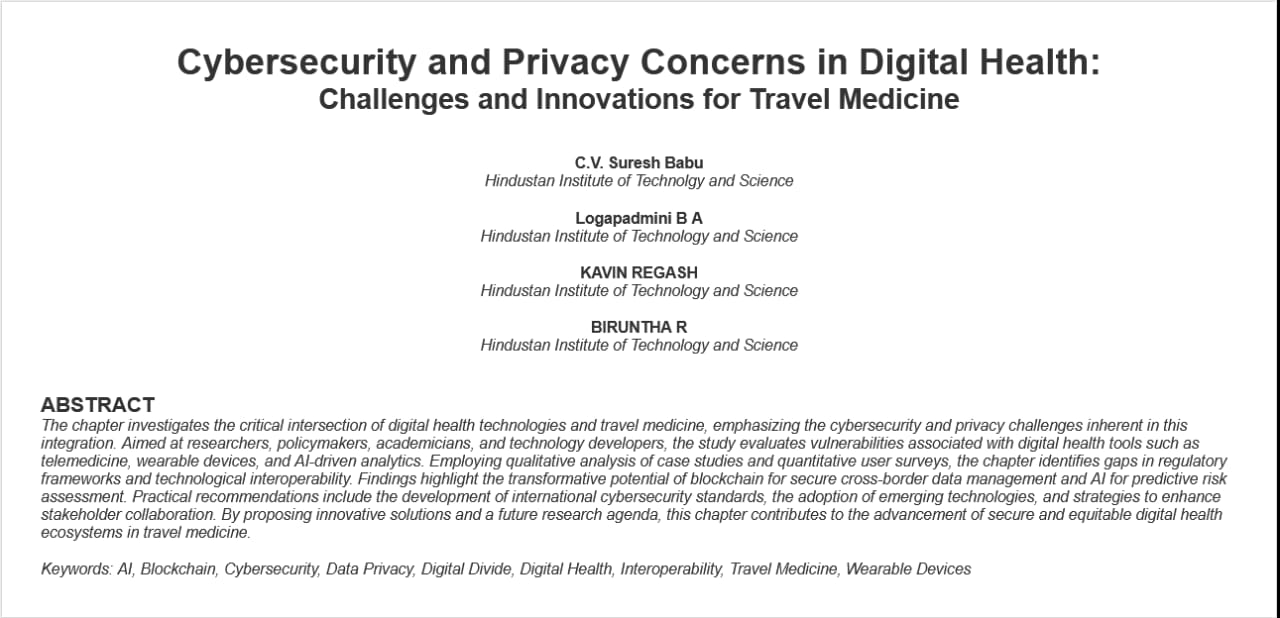 Cybersecurity and Privacy Concerns in Digital Health:
Challenges and Innovations for Travel Medicine
C.V. Suresh Babu
Hindustan Institute of Technolgy and Science
Logapadmini B A
Hindustan Institute of Technology and Science
KAVIN REGASH
Hindustan Institute of Technology and Science
BIRUNTHA R
Hindustan Institute of Technology and Science
ABSTRACT
The chapter investigates the critical intersection of digital health technologies and travel medicine, emphasizing the cybersecurity and privacy challenges inherent in this
integration. Aimed at researchers, policymakers, academicians, and technology developers, the study evaluates vulnerabilities associated with digital health tools such as
telemedicine, wearable devices, and AI-driven analytics. Employing qualitative analysis of case studies and quantitative user surveys, the chapter identifies gaps in regulatory
frameworks and technological interoperability. Findings highlight the transformative potential of blockchain for secure cross-border data management and AI for predictive risk
assessment. Practical recommendations include the development of international cybersecurity standards, the adoption of emerging technologies, and strategies to enhance
stakeholder collaboration. By proposing innovative solutions and a future research agenda, this chapter contributes to the advancement of secure and equitable digital health
ecosystems in travel medicine.
Keywords: AI, Blockchain, Cybersecurity, Data Privacy, Digital Divide, Digital Health, Interoperability, Travel Medicine, Wearable Devices